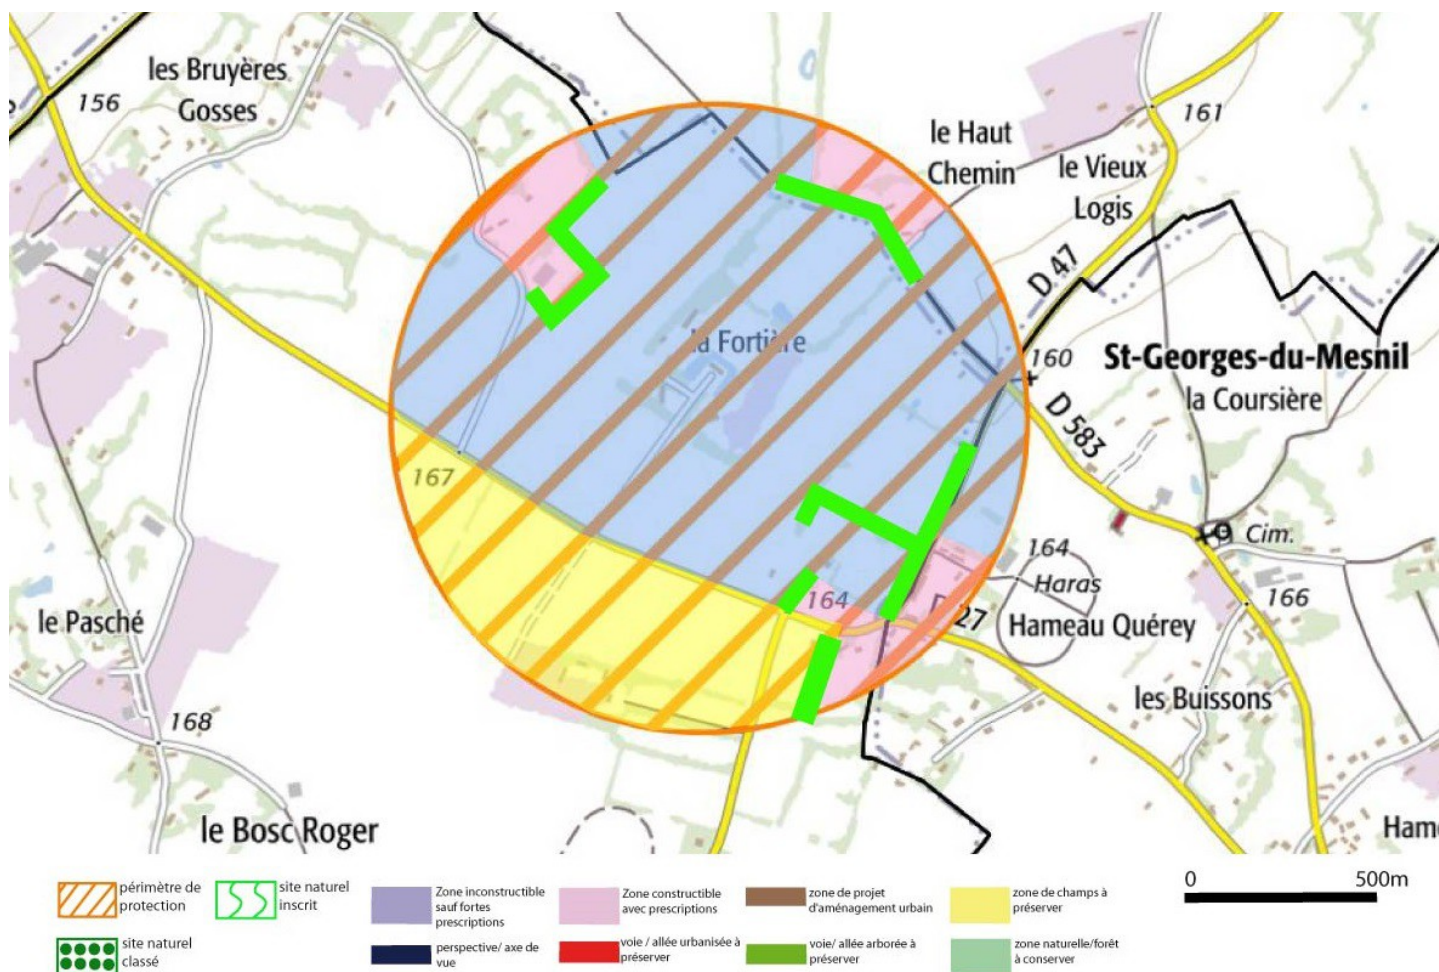 les Bruyères
Gosses
156
161
le Haut
Chemin
le Vieux
Logis
D 47
la Fortière
160
St-Georges-du-Mesnil
la Coursière
D 583
167
Cim.
164
Haras
164
D 27
Hameau Quérey
166
le Pasché
les Buissons
168
le Bosc Roger
Ham
périmètre de
protection
site naturel
inscrit
Zone inconstructible
sauf fortes
prescriptions
Zone constructible
avec prescriptions
zone de projet
d'aménagement urbain
zone de champs à
préserver
0
500m
site naturel
classé
perspective/ axe de
vue
voie / allée urbanisée à
préserver
voie/ allée arborée à
préserver
zone naturelle/forêt
à conserver